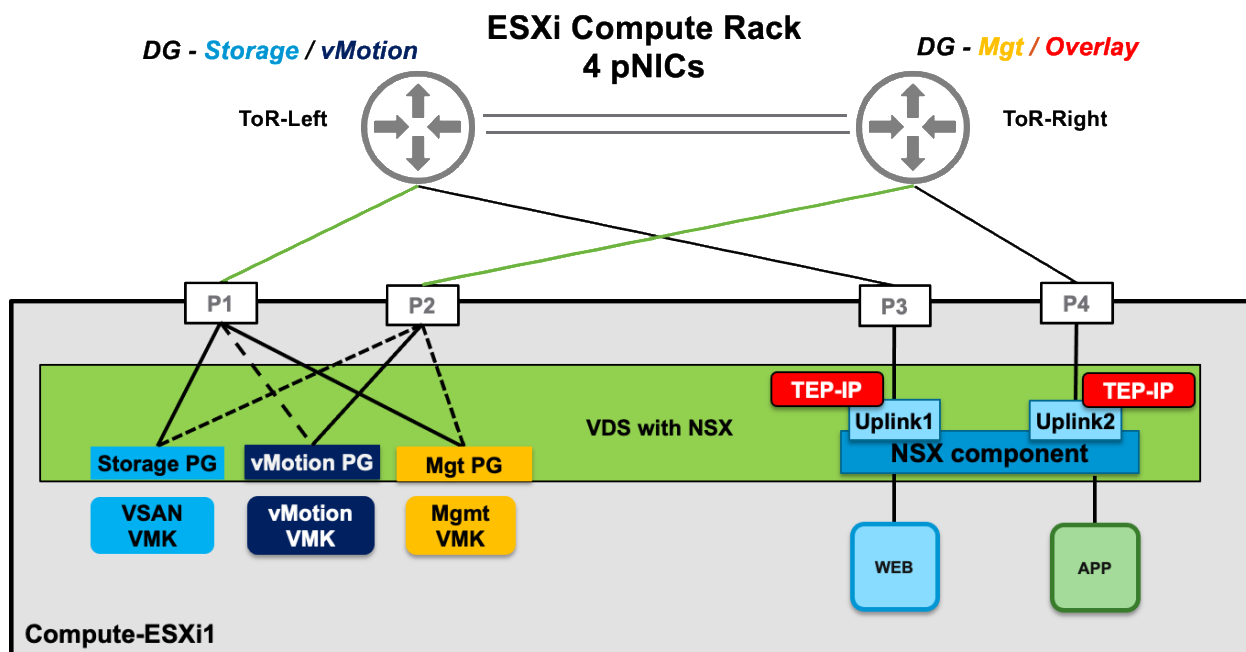 ESXi Compute Rack
4 pNICs
DG - Storage / vMotion
DG - Mgt / Overlay
ToR-Left
ToR-Right
P1
P2
P3
P4
TEP-IP
TEP-IP
Uplink1
Uplink2
VDS with NSX
NSX component
Storage PG
vMotion PG
Mgt PG
VSAN
VMK
vMotion
VMK
Mgmt
VMK
WEB
APP
Compute-ESXi1